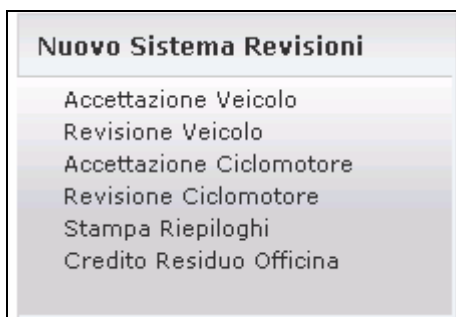 Nuovo Sistema Revisioni
Accettazione Veicolo
Revisione Veicolo
Accettazione Ciclomotore
Revisione Ciclomotore
Stampa Riepiloghi
Credito Residuo Officina